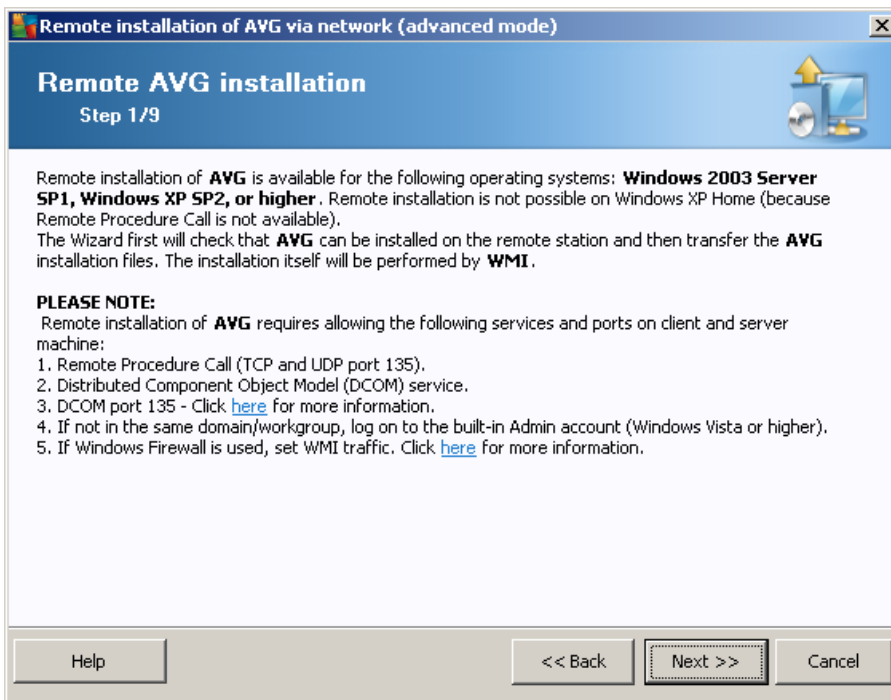 Remote installation of AVG via network (advanced mode)
Remote AVG installation
Step 1/9
Remote installation of AVG is available for the following operating systems: Windows 2003 Server
SP1, Windows XP SP2, or higher. Remote installation is not possible on Windows XP Home (because
Remote Procedure Call is not available).
The Wizard first will check that AVG can be installed on the remote station and then transfer the AVG
installation files. The installation itself will be performed by WMI.
PLEASE NOTE:
Remote installation of AVG requires allowing the following services and ports on client and server
machine:
1. Remote Procedure Call (TCP and UDP port 135).
2. Distributed Component Object Model (DCOM) service.
3. DCOM port 135 - Click here for more information.
4. If not in the same domain/workgroup, log on to the built-in Admin account (Windows Vista or higher).
5. If Windows Firewall is used, set WMI traffic. Click here for more information.
Help
<< Back
Next >>
Cancel